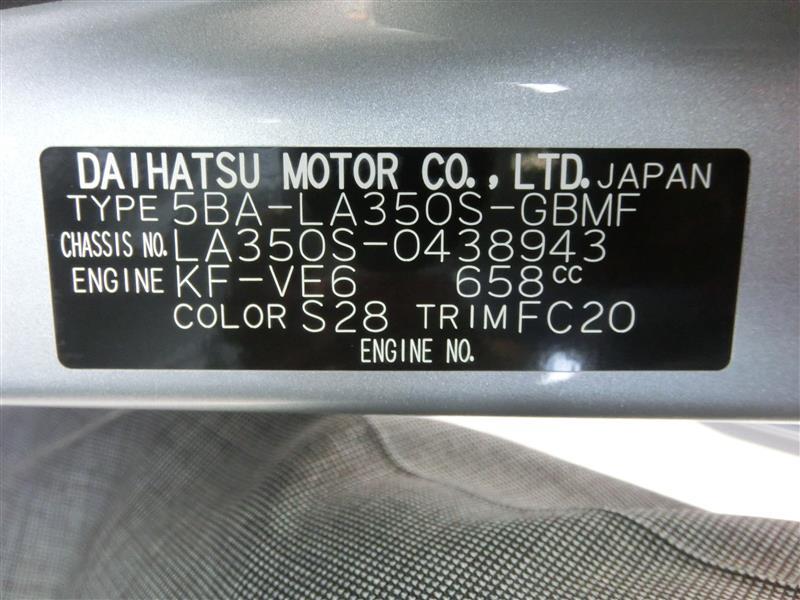 DAIHATSU MOTOR CO., LTD. JAPAN
TYPE 5BA-LA350S-GBMF
CHASSIS NO. LA350S-0438943
ENGINE KF-VE6 658cc
COLOR S28 TRIM FC20
ENGINE NO.